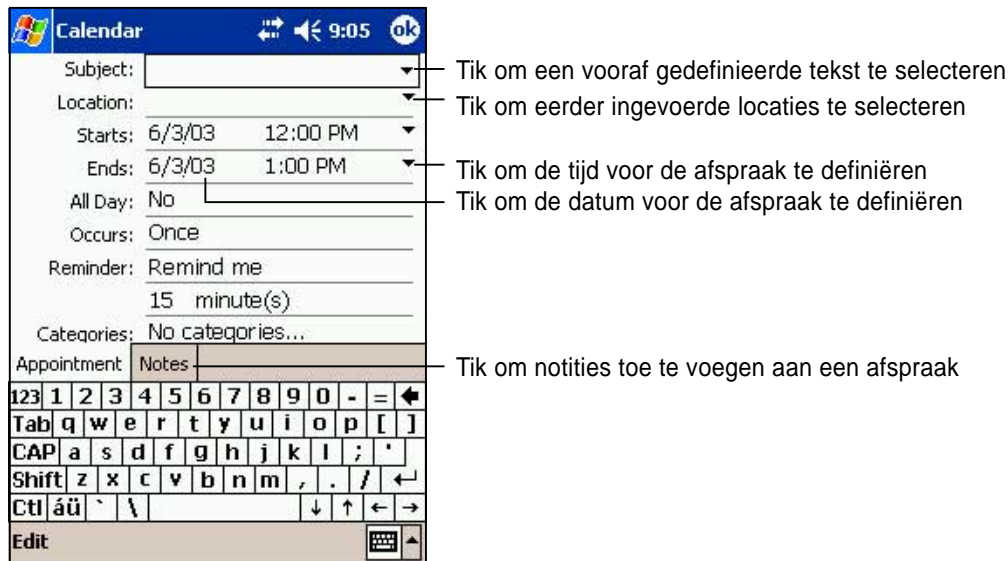 Calendar 9:05 ok
Subject: Tik om een vooraf gedefinieerde tekst te selecteren
Location: Tik om eerder ingevoerde locaties te selecteren
Starts: 6/3/03 12:00 PM
Ends: 6/3/03 1:00 PM Tik om de tijd voor de afspraak te definiëren
All Day: No Tik om de datum voor de afspraak te definiëren
Occurs: Once
Reminder: Remind me
15 minute(s)
Categories: No categories...
Appointment Notes Tik om notities toe te voegen aan een afspraak
123 1 2 3 4 5 6 7 8 9 0 - = ←
Tab q w e r t y u i o p [ ]
CAP a s d f g h j k l ; '
Shift z x c v b n m , . / ↵
Ctl áü ` \ ↓ ↑ ← →
Edit